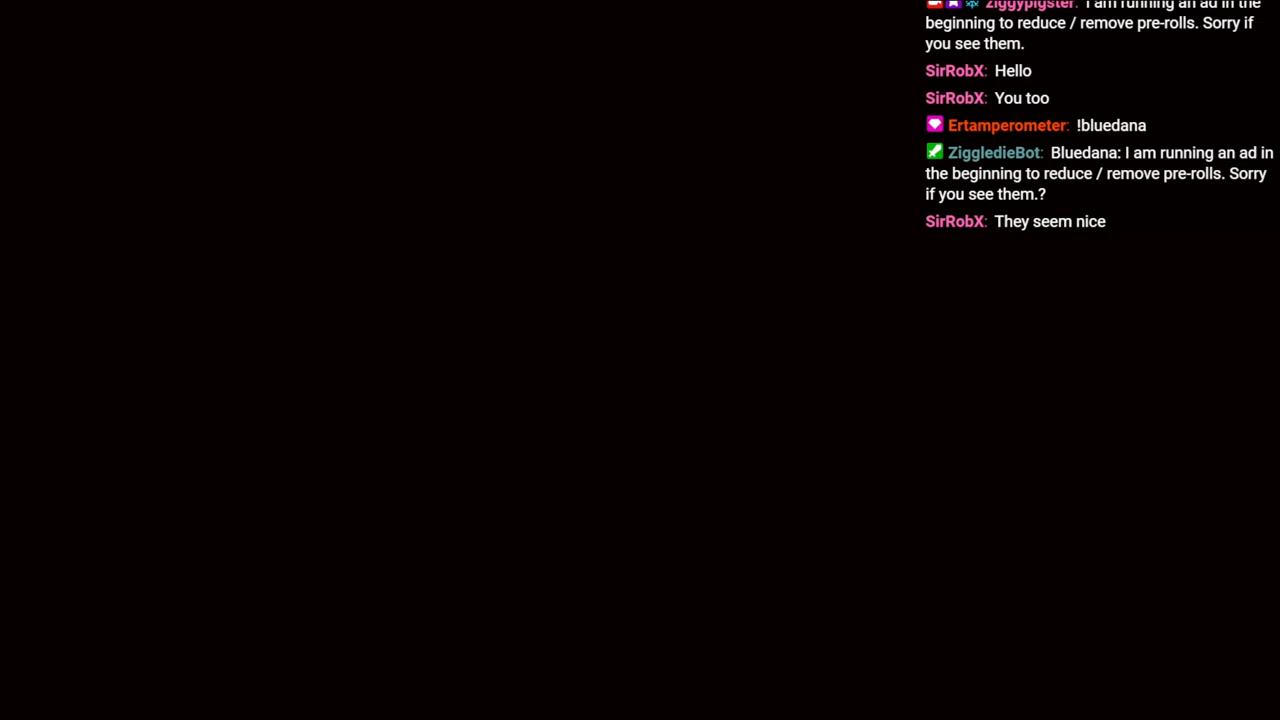 ziggypigster: I am running an ad in the
beginning to reduce / remove pre-rolls. Sorry if
you see them.
SirRobX: Hello
SirRobX: You too
Ertamperometer: !bluedana
ZiggledieBot: Bluedana: I am running an ad in
the beginning to reduce / remove pre-rolls. Sorry
if you see them.?
SirRobX: They seem nice